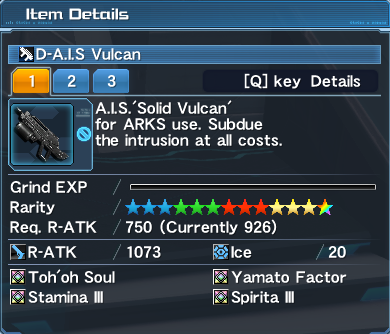 Item Details
D-A.I.S Vulcan
1 2 3 [Q] key Details
A.I.S.´Solid Vulcan´
for ARKS use. Subdue
the intrusion at all costs.
Grind EXP /
Rarity /
Req. R-ATK / 750 (Currently 926)
R-ATK / 1073 Ice / 20
Toh´oh Soul Yamato Factor
Stamina Ⅲ Spirita Ⅲ